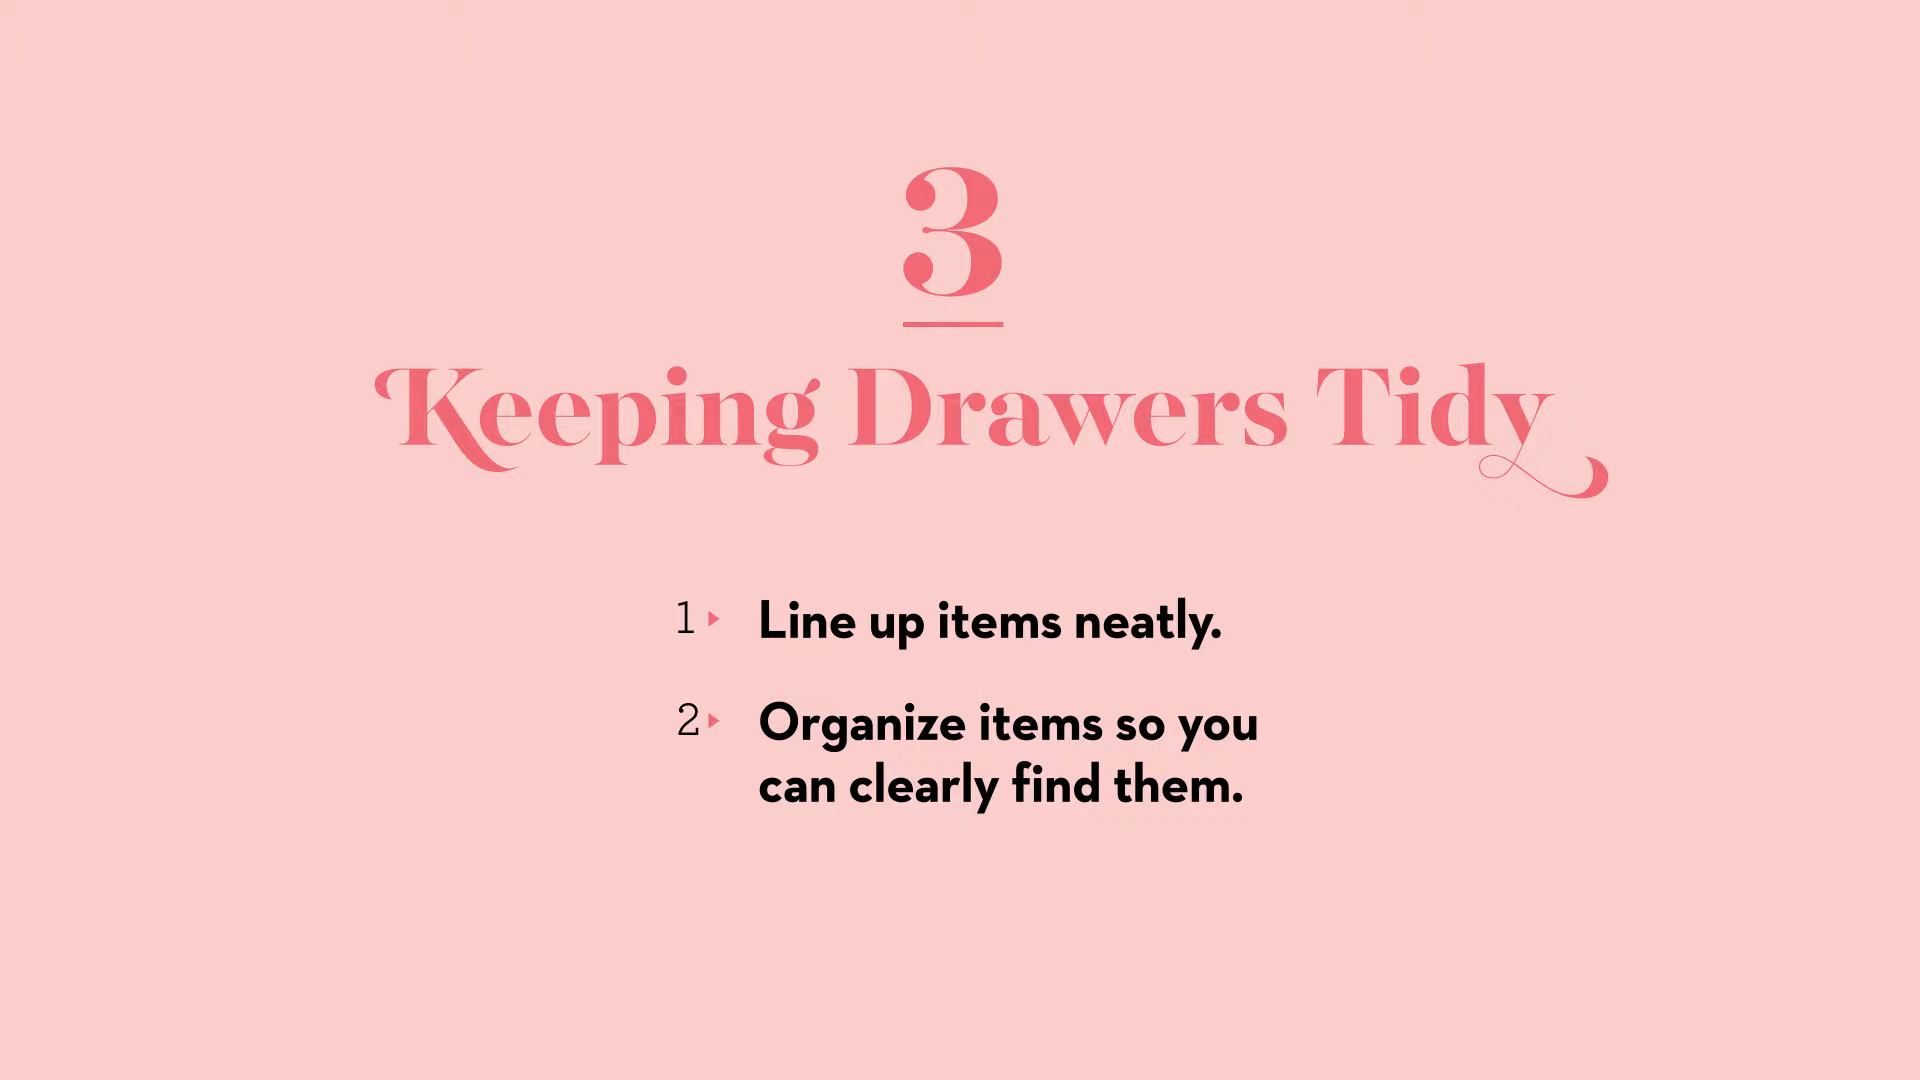 3
Keeping Drawers Tidy
1 ▸ Line up items neatly.
2 ▸ Organize items so you
can clearly find them.